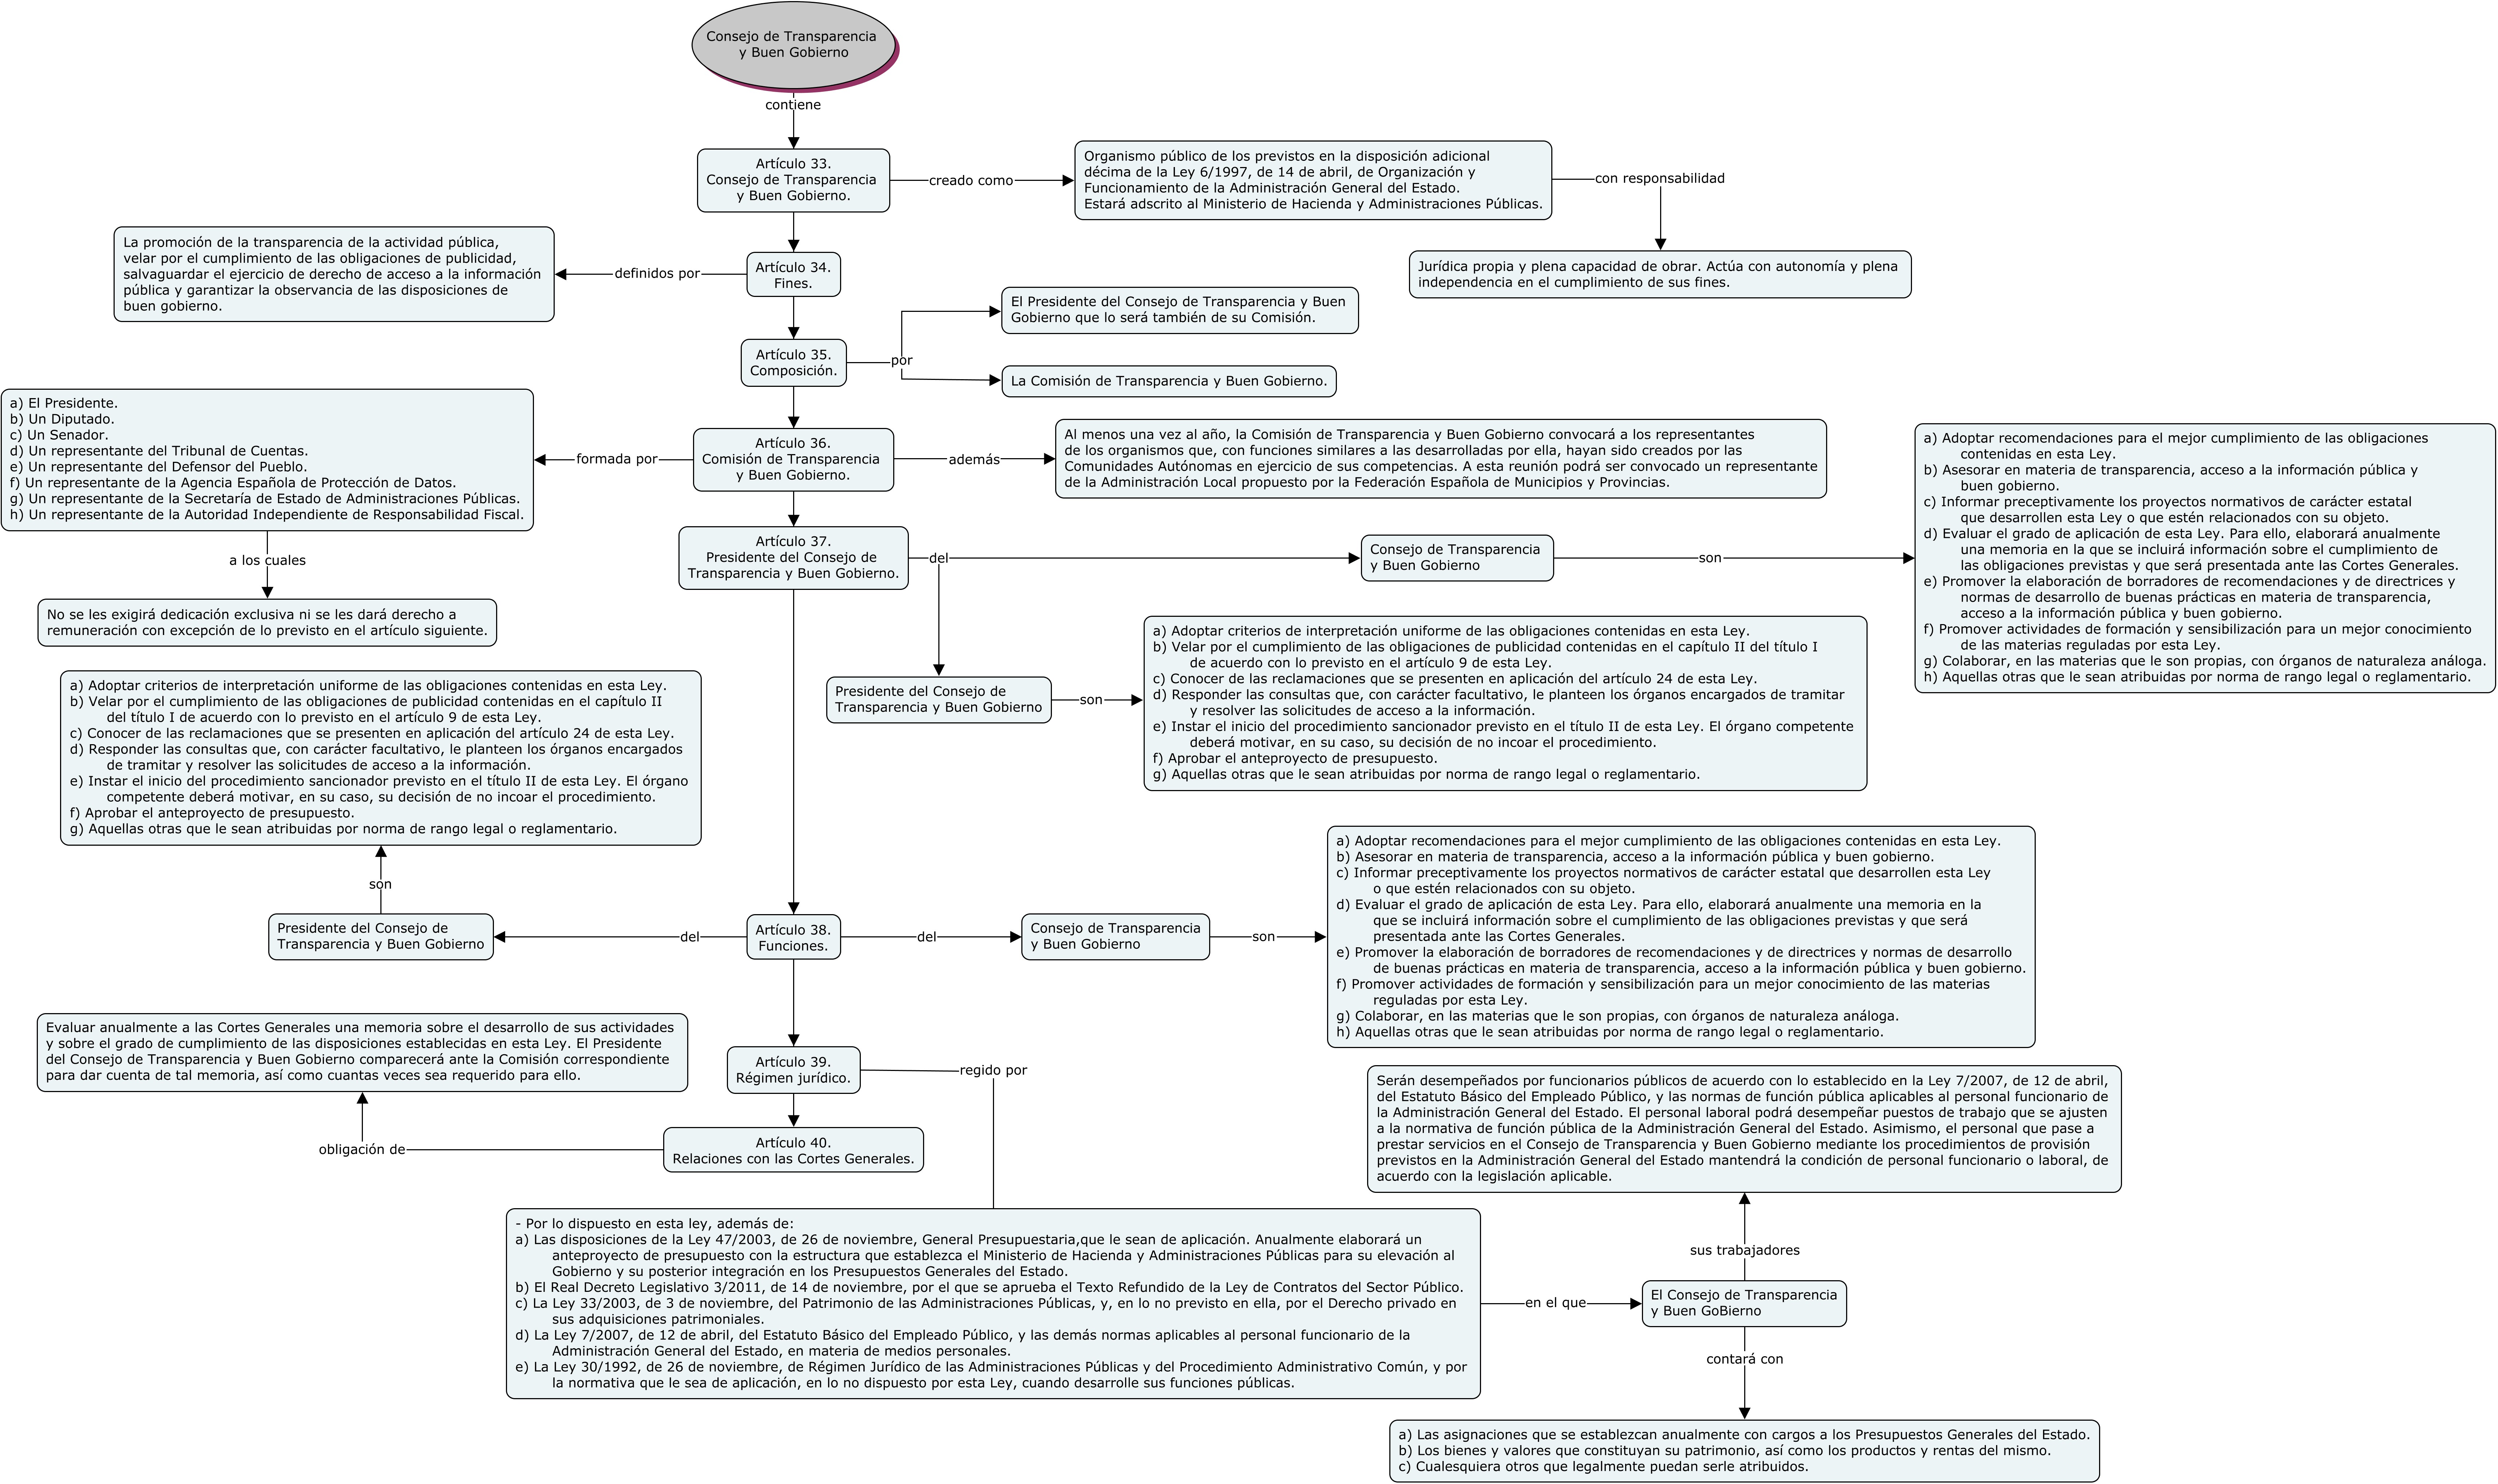 Consejo de Transparencia
y Buen Gobierno
contiene
Artículo 33.
Consejo de Transparencia
y Buen Gobierno.
creado como
Organismo público de los previstos en la disposición adicional
décima de la Ley 6/1997, de 14 de abril, de Organización y
Funcionamiento de la Administración General del Estado.
Estará adscrito al Ministerio de Hacienda y Administraciones Públicas.
con responsabilidad
Jurídica propia y plena capacidad de obrar. Actúa con autonomía y plena
independencia en el cumplimiento de sus fines.
Artículo 34.
Fines.
definidos por
La promoción de la transparencia de la actividad pública,
velar por el cumplimiento de las obligaciones de publicidad,
salvaguardar el ejercicio de derecho de acceso a la información
pública y garantizar la observancia de las disposiciones de
buen gobierno.
Artículo 35.
Composición.
por
El Presidente del Consejo de Transparencia y Buen
Gobierno que lo será también de su Comisión.
La Comisión de Transparencia y Buen Gobierno.
Artículo 36.
Comisión de Transparencia
y Buen Gobierno.
formada por
a) El Presidente.
b) Un Diputado.
c) Un Senador.
d) Un representante del Tribunal de Cuentas.
e) Un representante del Defensor del Pueblo.
f) Un representante de la Agencia Española de Protección de Datos.
g) Un representante de la Secretaría de Estado de Administraciones Públicas.
h) Un representante de la Autoridad Independiente de Responsabilidad Fiscal.
a los cuales
No se les exigirá dedicación exclusiva ni se les dará derecho a
remuneración con excepción de lo previsto en el artículo siguiente.
además
Al menos una vez al año, la Comisión de Transparencia y Buen Gobierno convocará a los representantes
de los organismos que, con funciones similares a las desarrolladas por ella, hayan sido creados por las
Comunidades Autónomas en ejercicio de sus competencias. A esta reunión podrá ser convocado un representante
de la Administración Local propuesto por la Federación Española de Municipios y Provincias.
Artículo 37.
Presidente del Consejo de
Transparencia y Buen Gobierno.
del
Consejo de Transparencia
y Buen Gobierno
son
a) Adoptar recomendaciones para el mejor cumplimiento de las obligaciones
contenidas en esta Ley.
b) Asesorar en materia de transparencia, acceso a la información pública y
buen gobierno.
c) Informar preceptivamente los proyectos normativos de carácter estatal
que desarrollen esta Ley o que estén relacionados con su objeto.
d) Evaluar el grado de aplicación de esta Ley. Para ello, elaborará anualmente
una memoria en la que se incluirá información sobre el cumplimiento de
las obligaciones previstas y que será presentada ante las Cortes Generales.
e) Promover la elaboración de borradores de recomendaciones y de directrices y
normas de desarrollo de buenas prácticas en materia de transparencia,
acceso a la información pública y buen gobierno.
f) Promover actividades de formación y sensibilización para un mejor conocimiento
de las materias reguladas por esta Ley.
g) Colaborar, en las materias que le son propias, con órganos de naturaleza análoga.
h) Aquellas otras que le sean atribuidas por norma de rango legal o reglamentario.
Presidente del Consejo de
Transparencia y Buen Gobierno
son
a) Adoptar criterios de interpretación uniforme de las obligaciones contenidas en esta Ley.
b) Velar por el cumplimiento de las obligaciones de publicidad contenidas en el capítulo II del título I
de acuerdo con lo previsto en el artículo 9 de esta Ley.
c) Conocer de las reclamaciones que se presenten en aplicación del artículo 24 de esta Ley.
d) Responder las consultas que, con carácter facultativo, le planteen los órganos encargados de tramitar
y resolver las solicitudes de acceso a la información.
e) Instar el inicio del procedimiento sancionador previsto en el título II de esta Ley. El órgano competente
deberá motivar, en su caso, su decisión de no incoar el procedimiento.
f) Aprobar el anteproyecto de presupuesto.
g) Aquellas otras que le sean atribuidas por norma de rango legal o reglamentario.
Artículo 38.
Funciones.
del
Presidente del Consejo de
Transparencia y Buen Gobierno
son
a) Adoptar criterios de interpretación uniforme de las obligaciones contenidas en esta Ley.
b) Velar por el cumplimiento de las obligaciones de publicidad contenidas en el capítulo II
del título I de acuerdo con lo previsto en el artículo 9 de esta Ley.
c) Conocer de las reclamaciones que se presenten en aplicación del artículo 24 de esta Ley.
d) Responder las consultas que, con carácter facultativo, le planteen los órganos encargados
de tramitar y resolver las solicitudes de acceso a la información.
e) Instar el inicio del procedimiento sancionador previsto en el título II de esta Ley. El órgano
competente deberá motivar, en su caso, su decisión de no incoar el procedimiento.
f) Aprobar el anteproyecto de presupuesto.
g) Aquellas otras que le sean atribuidas por norma de rango legal o reglamentario.
del
Consejo de Transparencia
y Buen Gobierno
son
a) Adoptar recomendaciones para el mejor cumplimiento de las obligaciones contenidas en esta Ley.
b) Asesorar en materia de transparencia, acceso a la información pública y buen gobierno.
c) Informar preceptivamente los proyectos normativos de carácter estatal que desarrollen esta Ley
o que estén relacionados con su objeto.
d) Evaluar el grado de aplicación de esta Ley. Para ello, elaborará anualmente una memoria en la
que se incluirá información sobre el cumplimiento de las obligaciones previstas y que será
presentada ante las Cortes Generales.
e) Promover la elaboración de borradores de recomendaciones y de directrices y normas de desarrollo
de buenas prácticas en materia de transparencia, acceso a la información pública y buen gobierno.
f) Promover actividades de formación y sensibilización para un mejor conocimiento de las materias
reguladas por esta Ley.
g) Colaborar, en las materias que le son propias, con órganos de naturaleza análoga.
h) Aquellas otras que le sean atribuidas por norma de rango legal o reglamentario.
Artículo 39.
Régimen jurídico.
regido por
Artículo 40.
Relaciones con las Cortes Generales.
obligación de
Evaluar anualmente a las Cortes Generales una memoria sobre el desarrollo de sus actividades
y sobre el grado de cumplimiento de las disposiciones establecidas en esta Ley. El Presidente
del Consejo de Transparencia y Buen Gobierno comparecerá ante la Comisión correspondiente
para dar cuenta de tal memoria, así como cuantas veces sea requerido para ello.
- Por lo dispuesto en esta ley, además de:
a) Las disposiciones de la Ley 47/2003, de 26 de noviembre, General Presupuestaria,que le sean de aplicación. Anualmente elaborará un
anteproyecto de presupuesto con la estructura que establezca el Ministerio de Hacienda y Administraciones Públicas para su elevación al
Gobierno y su posterior integración en los Presupuestos Generales del Estado.
b) El Real Decreto Legislativo 3/2011, de 14 de noviembre, por el que se aprueba el Texto Refundido de la Ley de Contratos del Sector Público.
c) La Ley 33/2003, de 3 de noviembre, del Patrimonio de las Administraciones Públicas, y, en lo no previsto en ella, por el Derecho privado en
sus adquisiciones patrimoniales.
d) La Ley 7/2007, de 12 de abril, del Estatuto Básico del Empleado Público, y las demás normas aplicables al personal funcionario de la
Administración General del Estado, en materia de medios personales.
e) La Ley 30/1992, de 26 de noviembre, de Régimen Jurídico de las Administraciones Públicas y del Procedimiento Administrativo Común, y por
la normativa que le sea de aplicación, en lo no dispuesto por esta Ley, cuando desarrolle sus funciones públicas.
en el que
El Consejo de Transparencia
y Buen GoBierno
sus trabajadores
Serán desempeñados por funcionarios públicos de acuerdo con lo establecido en la Ley 7/2007, de 12 de abril,
del Estatuto Básico del Empleado Público, y las normas de función pública aplicables al personal funcionario de
la Administración General del Estado. El personal laboral podrá desempeñar puestos de trabajo que se ajusten
a la normativa de función pública de la Administración General del Estado. Asimismo, el personal que pase a
prestar servicios en el Consejo de Transparencia y Buen Gobierno mediante los procedimientos de provisión
previstos en la Administración General del Estado mantendrá la condición de personal funcionario o laboral, de
acuerdo con la legislación aplicable.
contará con
a) Las asignaciones que se establezcan anualmente con cargos a los Presupuestos Generales del Estado.
b) Los bienes y valores que constituyan su patrimonio, así como los productos y rentas del mismo.
c) Cualesquiera otros que legalmente puedan serle atribuidos.